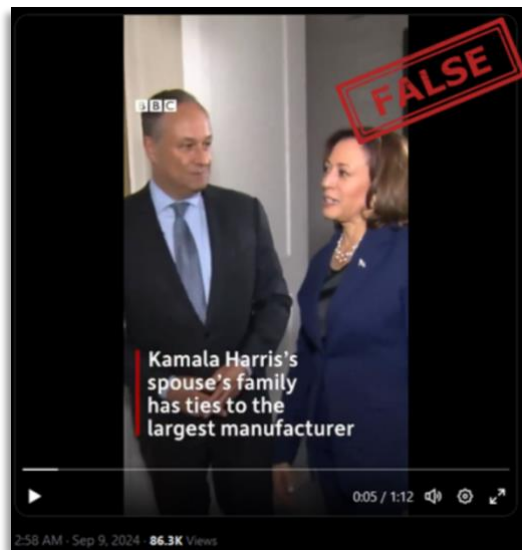 BBC
FALSE
Kamala Harris's
spouse's family
has ties to the
largest manufacturer
0:05 / 1:12
2:58 AM · Sep 9, 2024 · 86.3K Views